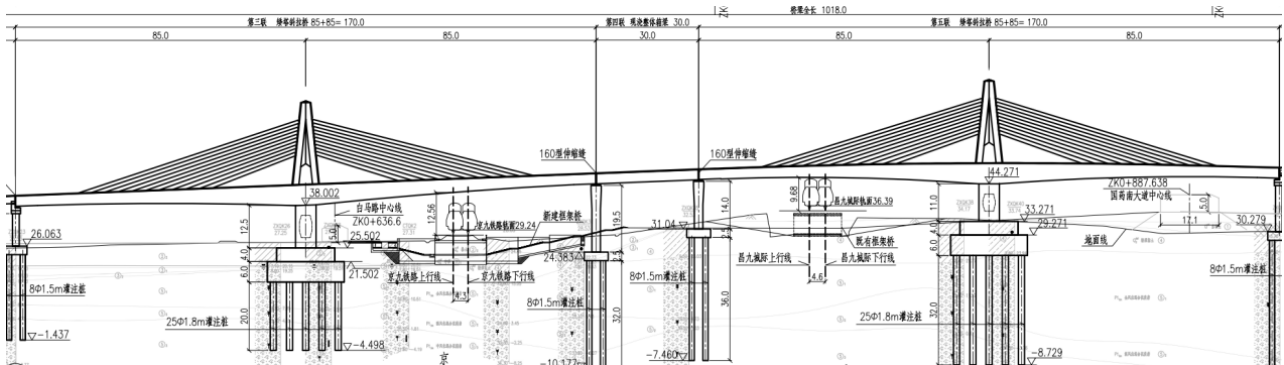 桥梁全长 1018.0
第三联 矮塔斜拉桥 85+85=170.0
第四联 现浇整体箱梁 30.0
第五联 矮塔斜拉桥 85+85=170.0
85.0
85.0
30.0
85.0
85.0
160型伸缩缝
160型伸缩缝
38.002
44.271
白马路中心线
ZK0+636.6
ZK0+887.638
国药南大道中心线
12.5
12.56
19.5
14.0
9.68
11.0
5.0
5.0
17.1
新建框架桥
京九铁路轨面29.24
昌九城际轨面36.39
31.04
33.271
29.271
30.279
26.063
25.502
24.383
21.502
4.0
6.0
2.5
4.0
6.0
既有框架桥
地面线
京九铁路上行线
京九铁路下行线
4.3
昌九城际上行线
昌九城际下行线
4.6
8Φ1.5m灌注桩
25Φ1.8m灌注桩
8Φ1.5m灌注桩
25Φ1.8m灌注桩
20.0
32.0
36.0
32.0
-1.437
-4.498
-10.177
-7.460
-8.729